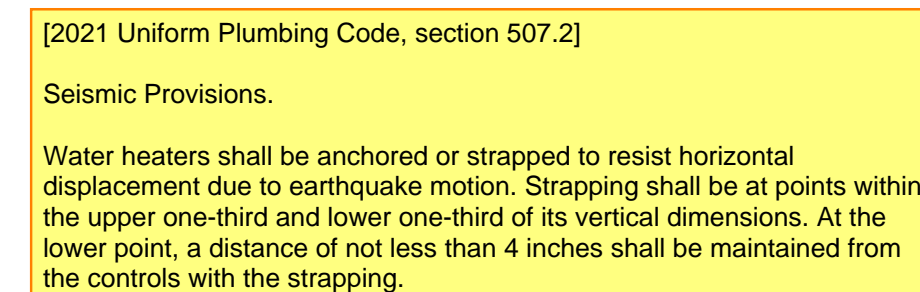 [2021 Uniform Plumbing Code, section 507.2]
Seismic Provisions.
Water heaters shall be anchored or strapped to resist horizontal
displacement due to earthquake motion. Strapping shall be at points within
the upper one-third and lower one-third of its vertical dimensions. At the
lower point, a distance of not less than 4 inches shall be maintained from
the controls with the strapping.